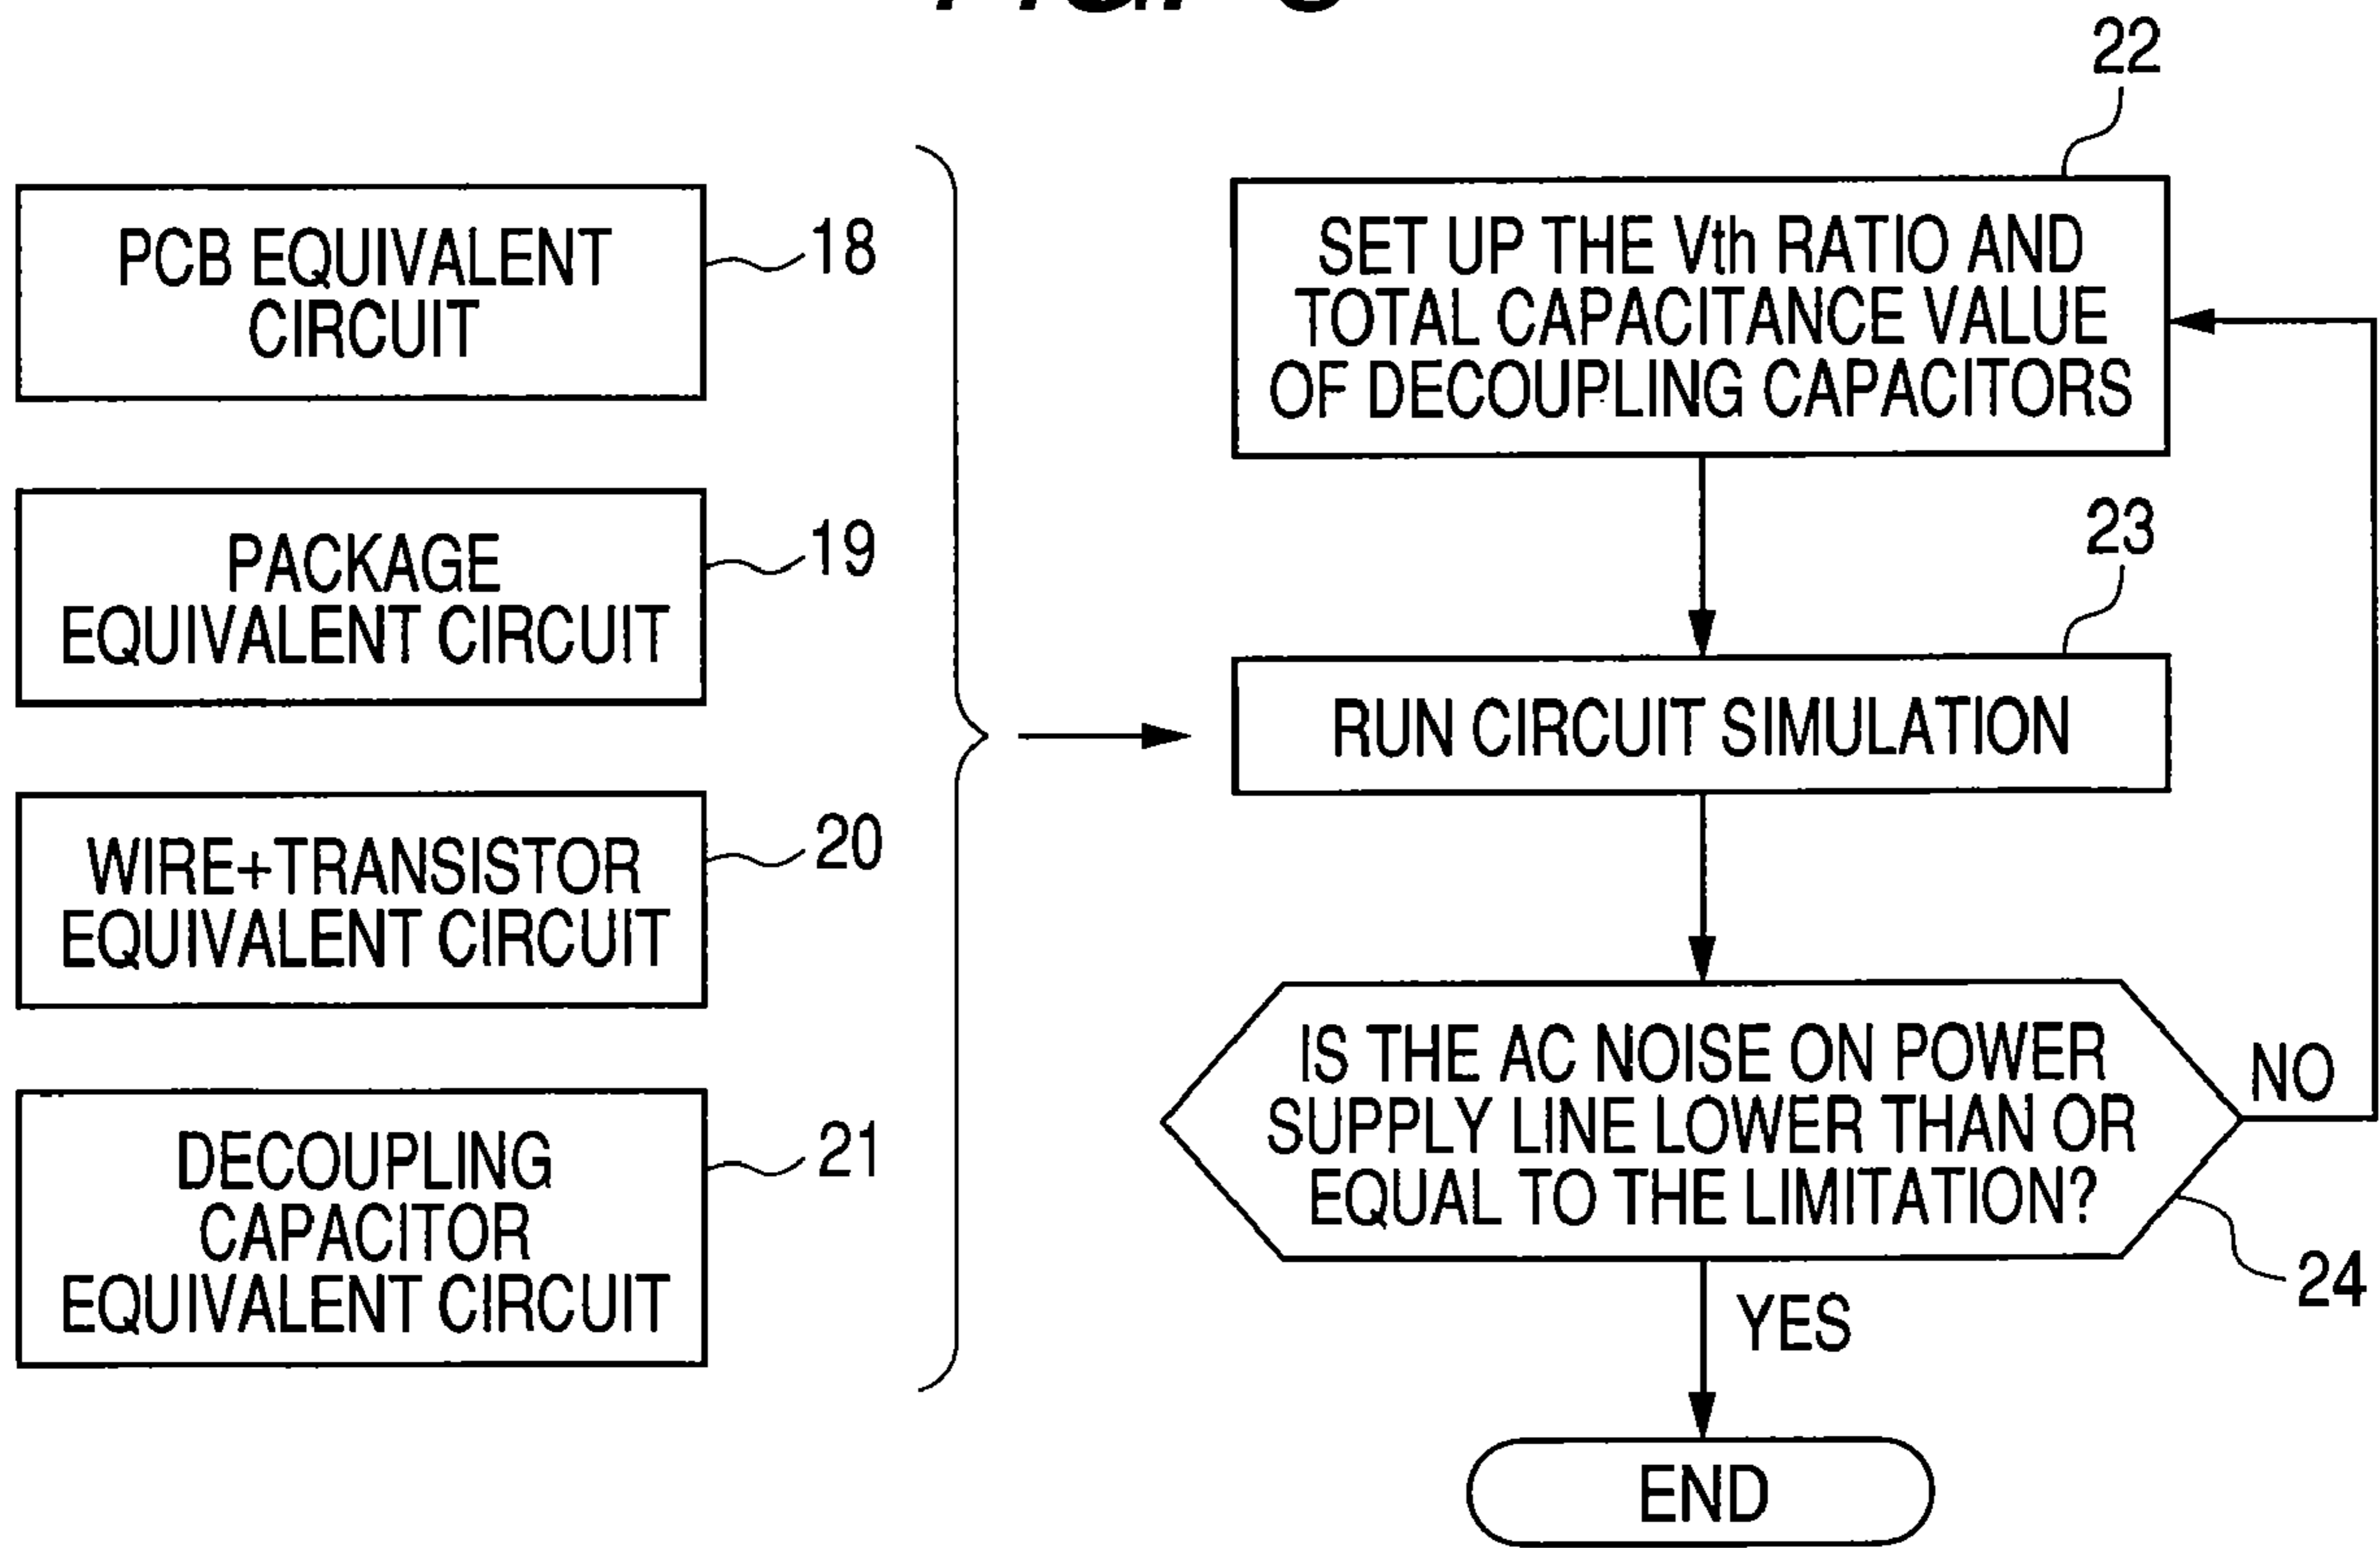 PCB EQUIVALENT
CIRCUIT
18
PACKAGE
EQUIVALENT CIRCUIT
19
WIRE+TRANSISTOR
EQUIVALENT CIRCUIT
20
DECOUPLING
CAPACITOR
EQUIVALENT CIRCUIT
21
22
SET UP THE Vth RATIO AND
TOTAL CAPACITANCE VALUE
OF DECOUPLING CAPACITORS
23
RUN CIRCUIT SIMULATION
IS THE AC NOISE ON POWER
SUPPLY LINE LOWER THAN OR
EQUAL TO THE LIMITATION?
NO
24
YES
END